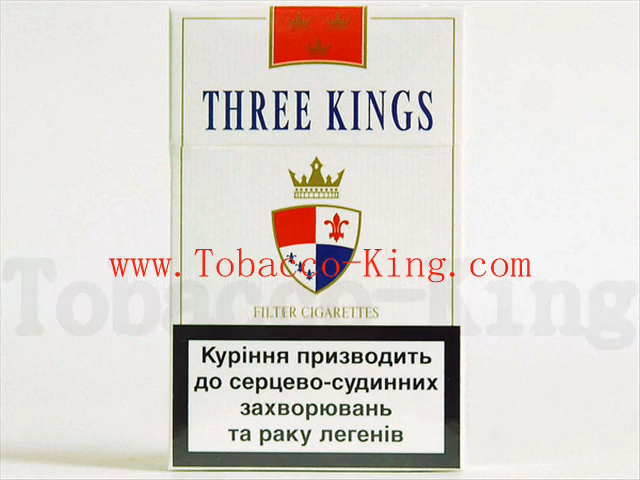 THREE KINGS
www.Tobacco-King.com
Tobacco-King
FILTER CIGARETTES
Куріння призводить
до серцево-судинних
захворювань
та раку легенів